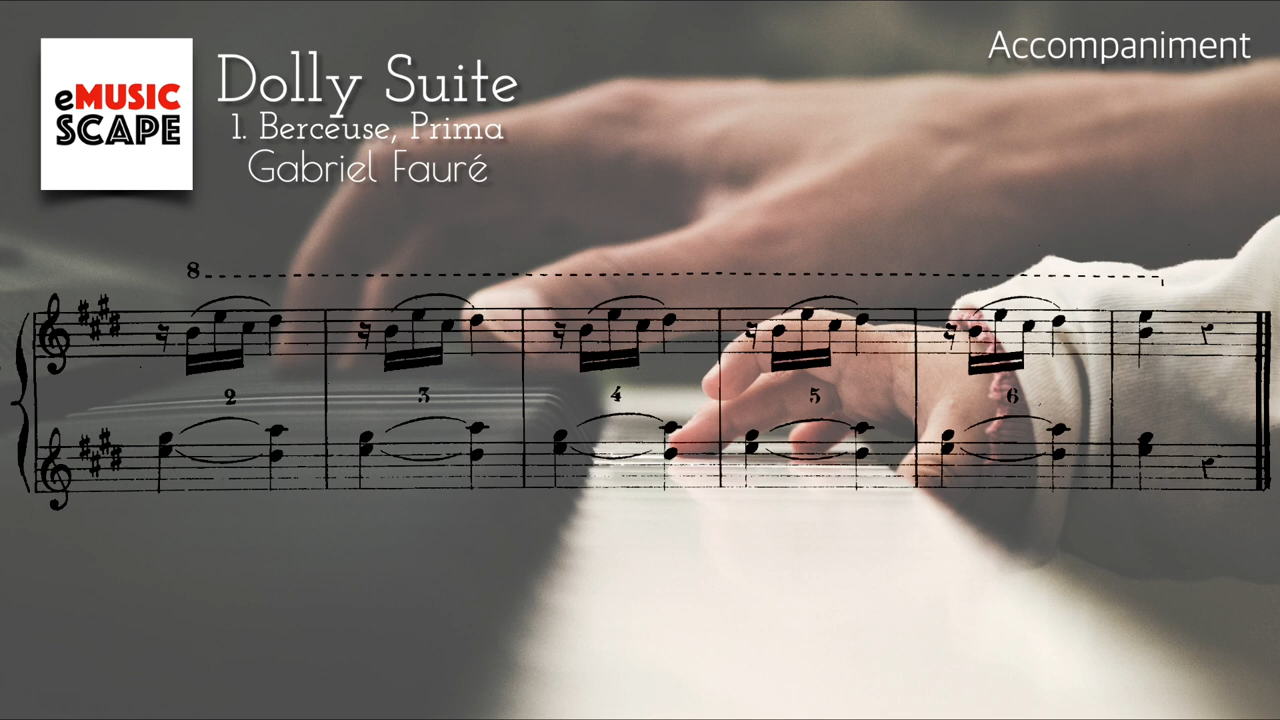 Accompaniment
eMUSIC
SCAPE
Dolly Suite
1. Berceuse, Prima
Gabriel Fauré
8
2 3 4 5 6